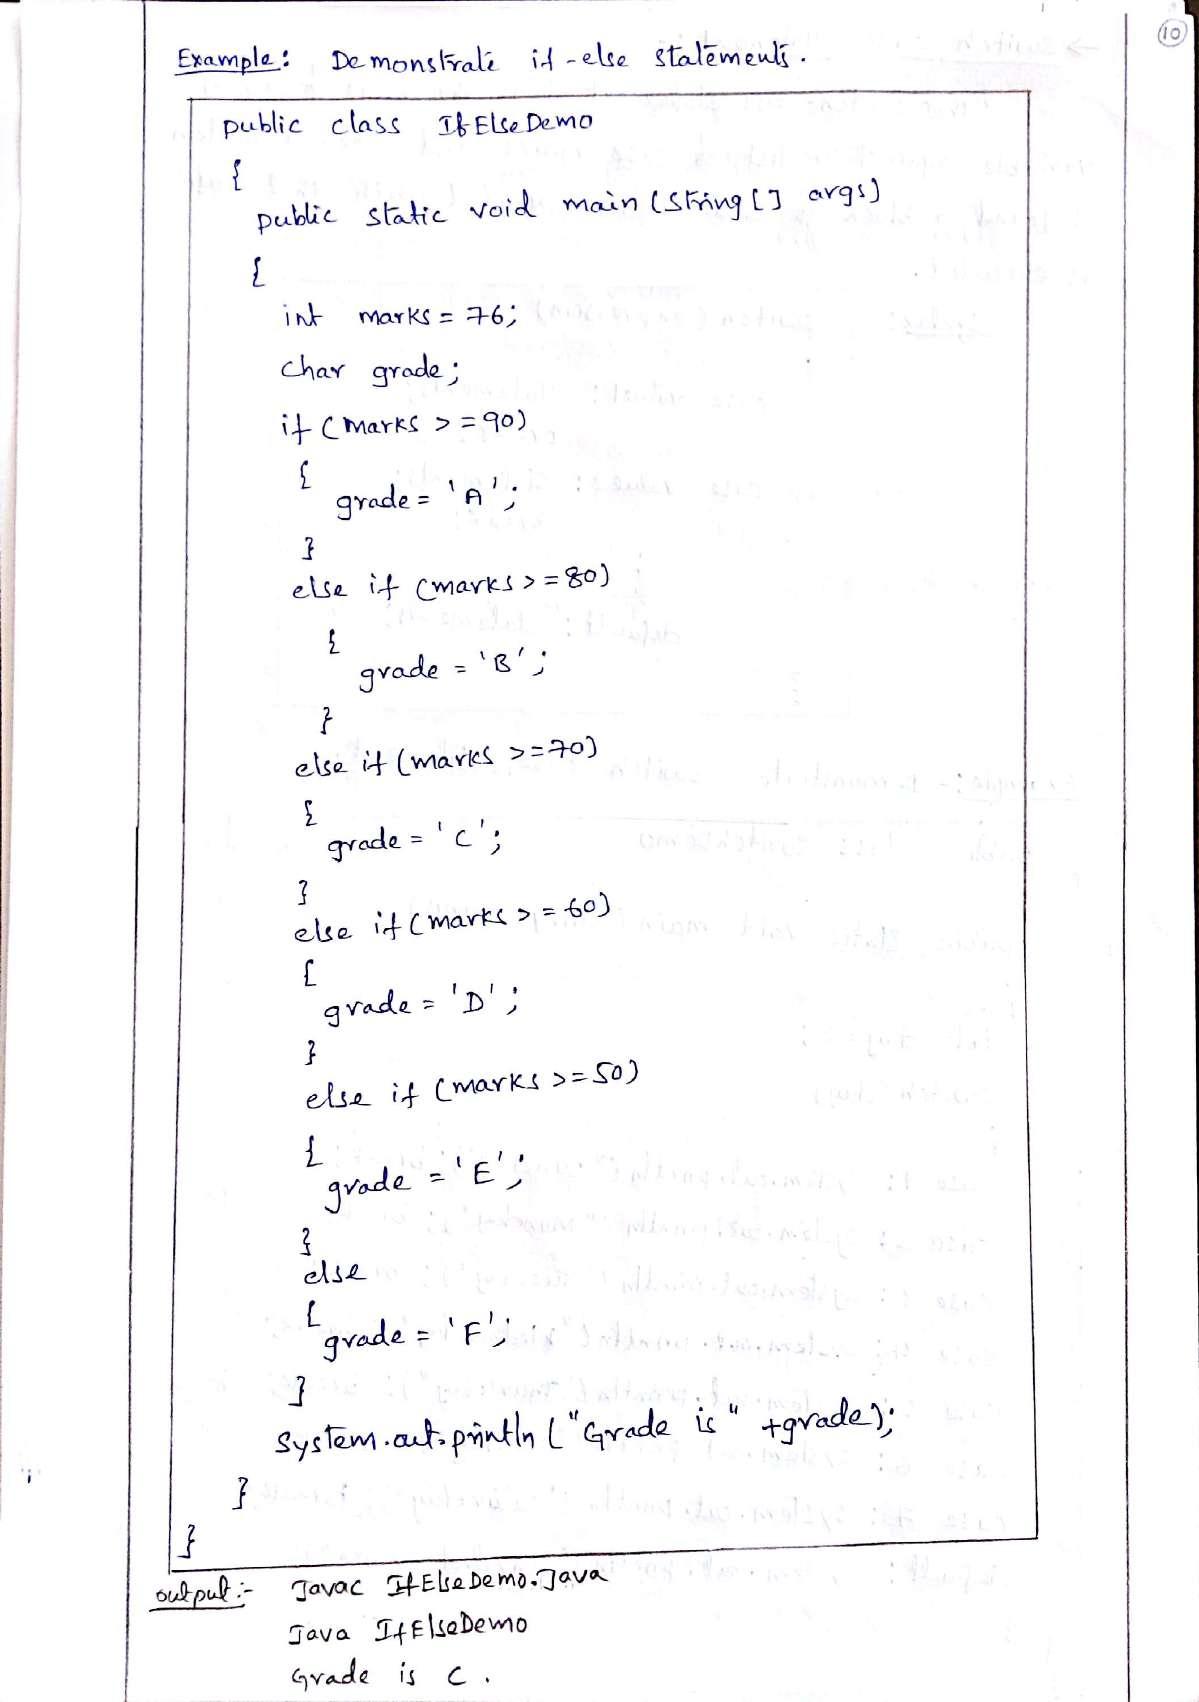 10
Example: Demonstrate if-else statements.
public class IfElseDemo
{
public static void main (String [] args)
{
int marks = 76;
char grade;
if (marks >= 90)
{
grade = 'A';
}
else if (marks >= 80)
{
grade = 'B';
}
else if (marks >= 70)
{
grade = 'C';
}
else if (marks >= 60)
{
grade = 'D';
}
else if (marks >= 50)
{
grade = 'E';
}
else
{
grade = 'F';
}
System.out.println ("Grade is" +grade);
}
}
output:- Javac IfElseDemo.Java
Java IfElseDemo
Grade is C.